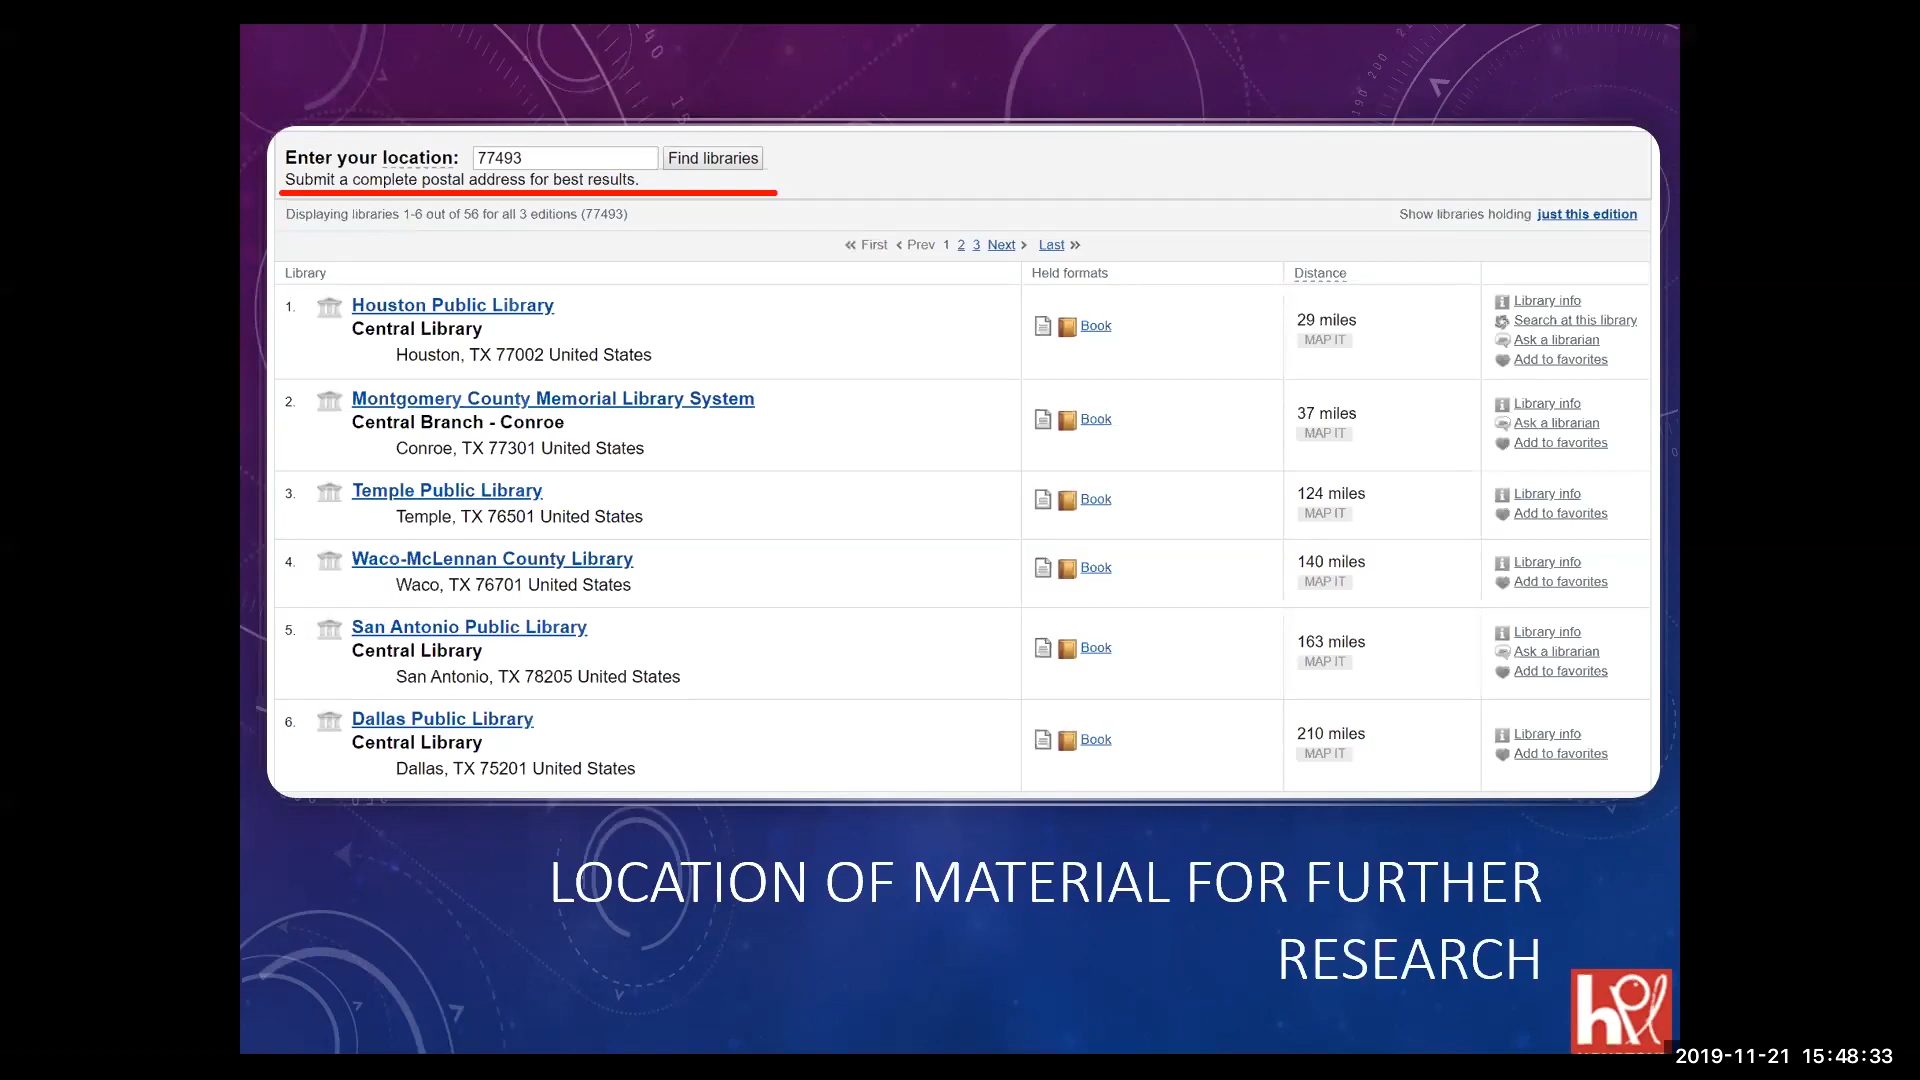 Enter your location: 77493 Find libraries
Submit a complete postal address for best results.
Displaying libraries 1-6 out of 56 for all 3 editions (77493) Show libraries holding just this edition
« First < Prev 1 2 3 Next > Last »
Library Held formats Distance
1. Houston Public Library
Central Library
Houston, TX 77002 United States
Book
29 miles
MAP IT
Library info
Search at this library
Ask a librarian
Add to favorites
2. Montgomery County Memorial Library System
Central Branch - Conroe
Conroe, TX 77301 United States
Book
37 miles
MAP IT
Library info
Ask a librarian
Add to favorites
3. Temple Public Library
Temple, TX 76501 United States
Book
124 miles
MAP IT
Library info
Add to favorites
4. Waco-McLennan County Library
Waco, TX 76701 United States
Book
140 miles
MAP IT
Library info
Add to favorites
5. San Antonio Public Library
Central Library
San Antonio, TX 78205 United States
Book
163 miles
MAP IT
Library info
Ask a librarian
Add to favorites
6. Dallas Public Library
Central Library
Dallas, TX 75201 United States
Book
210 miles
MAP IT
Library info
Add to favorites
LOCATION OF MATERIAL FOR FURTHER
RESEARCH
hpl
2019-11-21 15:48:33